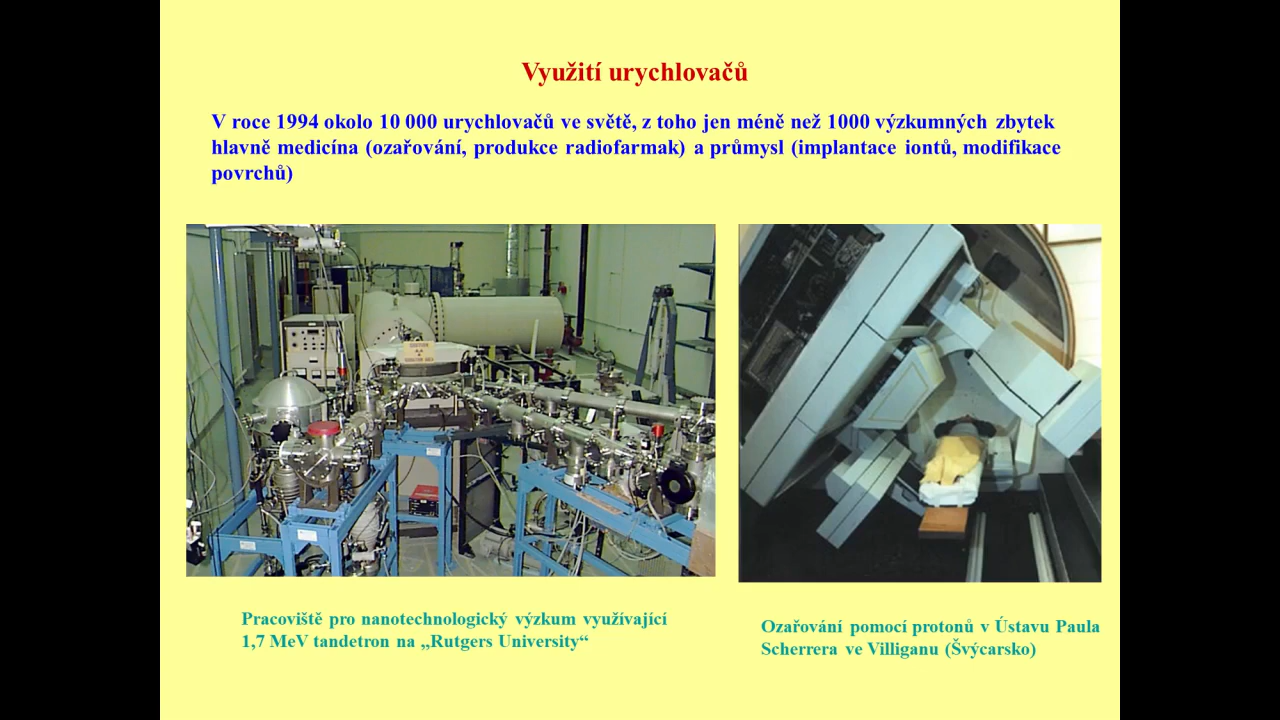 Využití urychlovačů
V roce 1994 okolo 10 000 urychlovačů ve světě, z toho jen méně než 1000 výzkumných zbytek
hlavně medicína (ozařování, produkce radiofarmak) a průmysl (implantace iontů, modifikace
povrchů)
CAUTION
Pracoviště pro nanotechnologický výzkum využívající
1,7 MeV tandetron na „Rutgers University“
Ozařování pomocí protonů v Ústavu Paula
Scherrera ve Villiganu (Švýcarsko)